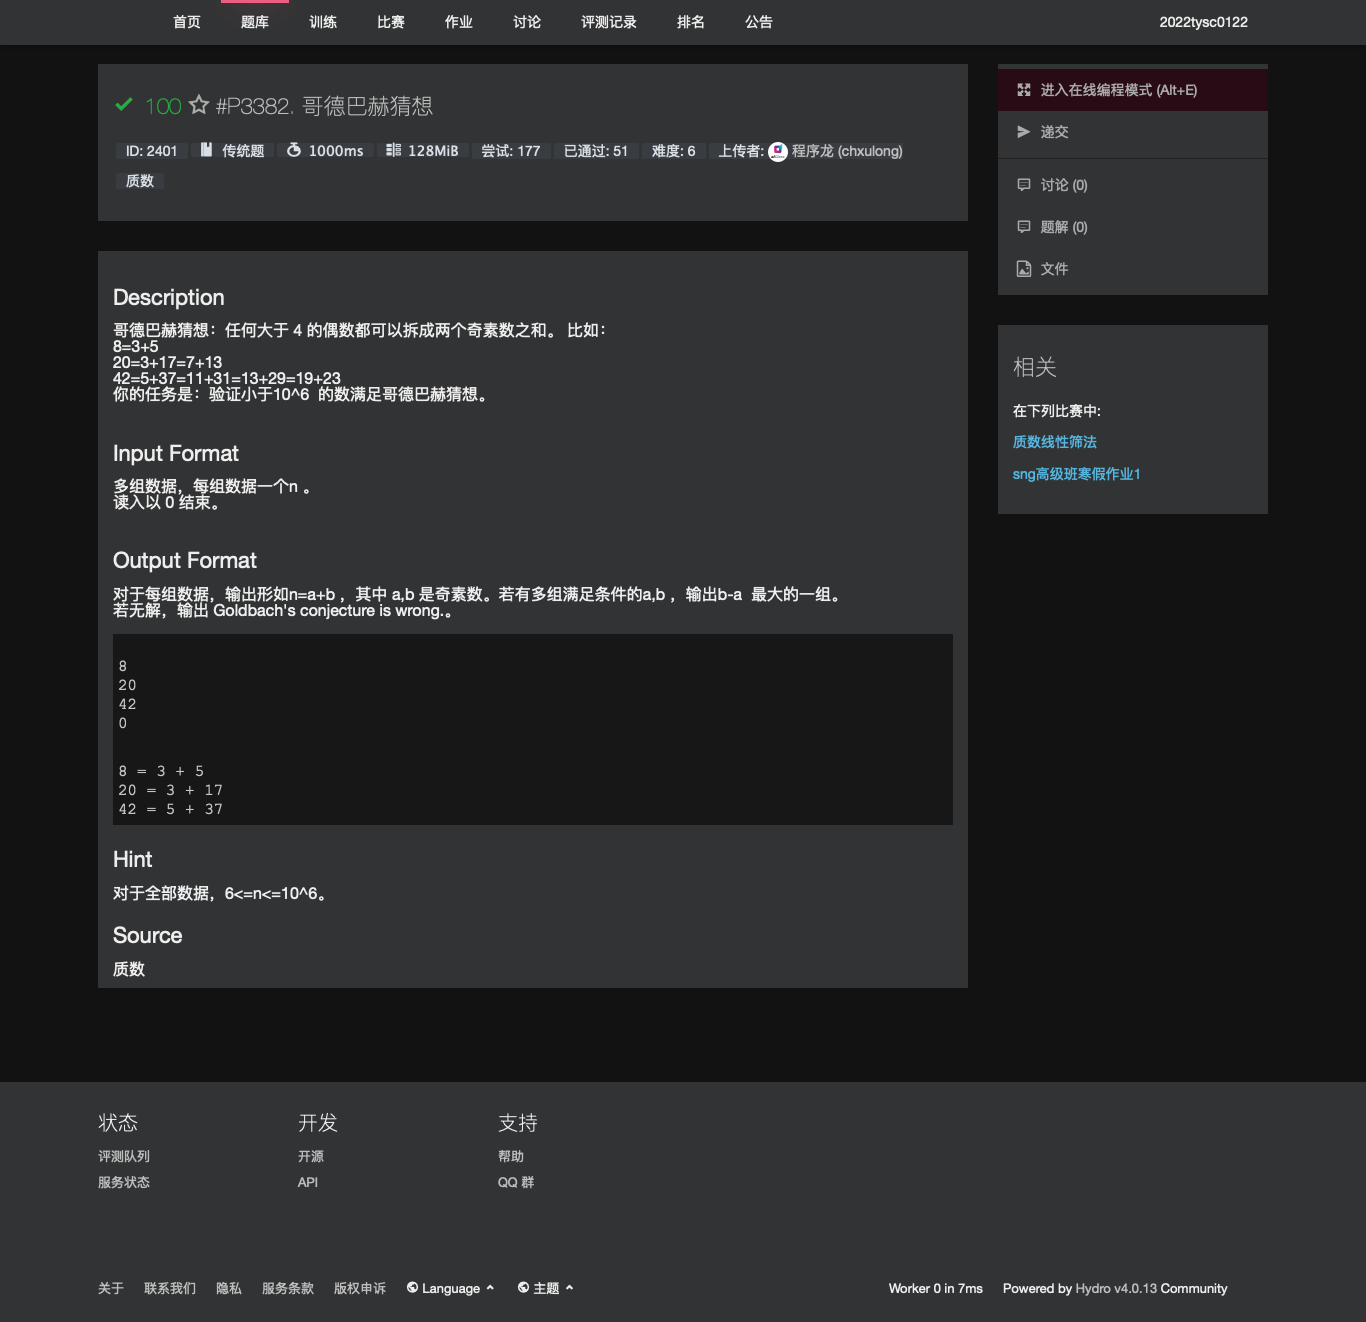 首页 题库 训练 比赛 作业 讨论 评测记录 排名 公告 2022tysc0122
100 #P3382. 哥德巴赫猜想
ID: 2401 传统题 1000ms 128MiB 尝试: 177 已通过: 51 难度: 6 上传者: 程序龙 (chxulong)
质数
进入在线编程模式 (Alt+E)
递交
讨论 (0)
题解 (0)
文件
相关
在下列比赛中:
质数线性筛法
sng高级班寒假作业1
Description
哥德巴赫猜想：任何大于 4 的偶数都可以拆成两个奇素数之和。 比如：
8=3+5
20=3+17=7+13
42=5+37=11+31=13+29=19+23
你的任务是：验证小于10^6  的数满足哥德巴赫猜想。
Input Format
多组数据，每组数据一个n 。
读入以 0 结束。
Output Format
对于每组数据，输出形如n=a+b ，其中 a,b 是奇素数。若有多组满足条件的a,b ，输出b-a  最大的一组。
若无解，输出 Goldbach's conjecture is wrong.。
8
20
42
0
8 = 3 + 5
20 = 3 + 17
42 = 5 + 37
Hint
对于全部数据，6<=n<=10^6。
Source
质数
状态 开发 支持
评测队列 开源 帮助
服务状态 API QQ 群
关于 联系我们 隐私 服务条款 版权申诉 Language 主题 Worker 0 in 7ms Powered by Hydro v4.0.13 Community